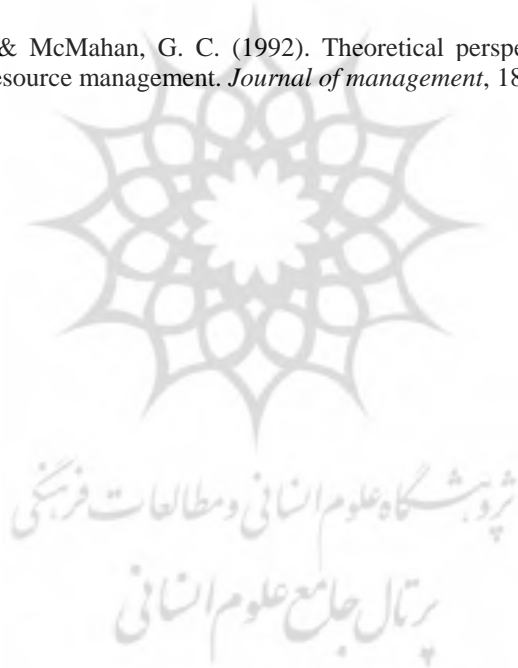 & McMahan, G. C. (1992). Theoretical perspe
esource management. Journal of management, 18
پژوهشگاه علوم انسانی و مطالعات فرهنگی
پرتال جامع علوم انسانی